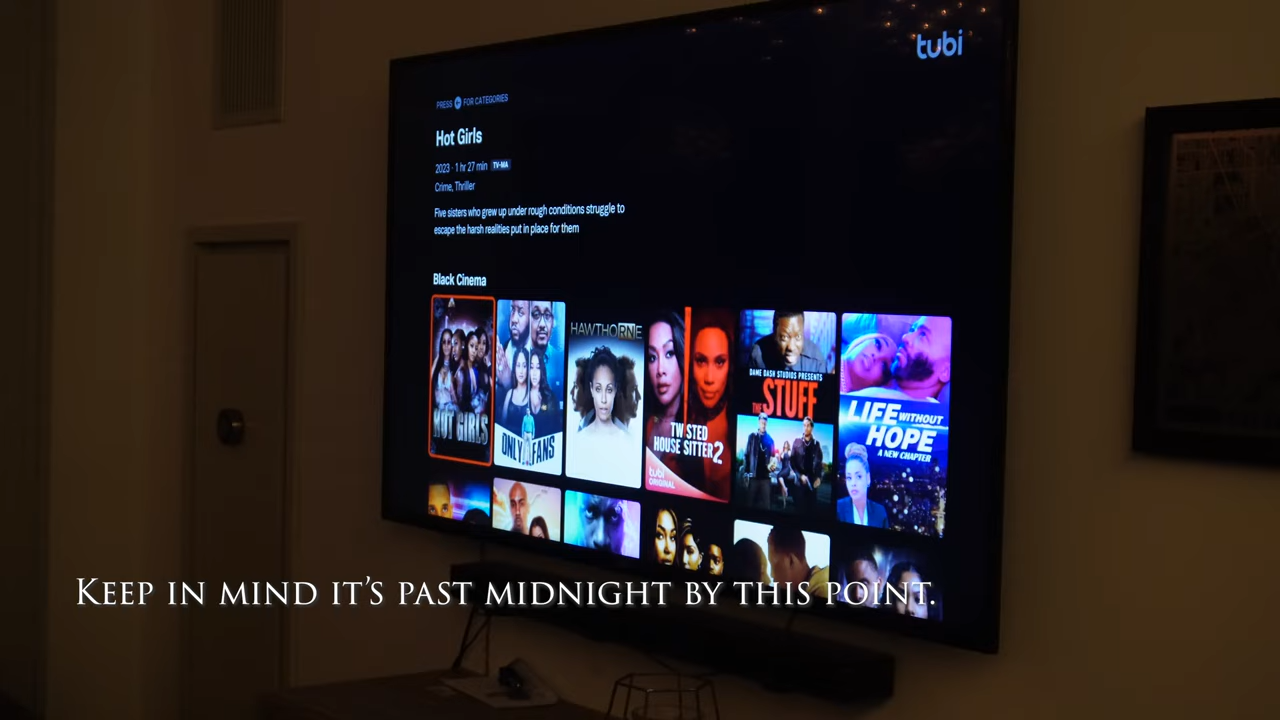 tubi
PRESS FOR CATEGORIES
Hot Girls
2023 · 1 hr 27 min TV-MA
Crime, Thriller
Five sisters who grew up under rough conditions struggle to
escape the harsh realities put in place for them
Black Cinema
HOT GIRLS
ONLY FANS
HAWTHORNE
TWISTED
HOUSE SITTER 2
tubi
ORIGINAL
DAME DASH STUDIOS PRESENTS
THE STUFF
LIFE WITHOUT
HOPE
A NEW CHAPTER
KEEP IN MIND IT'S PAST MIDNIGHT BY THIS POINT.